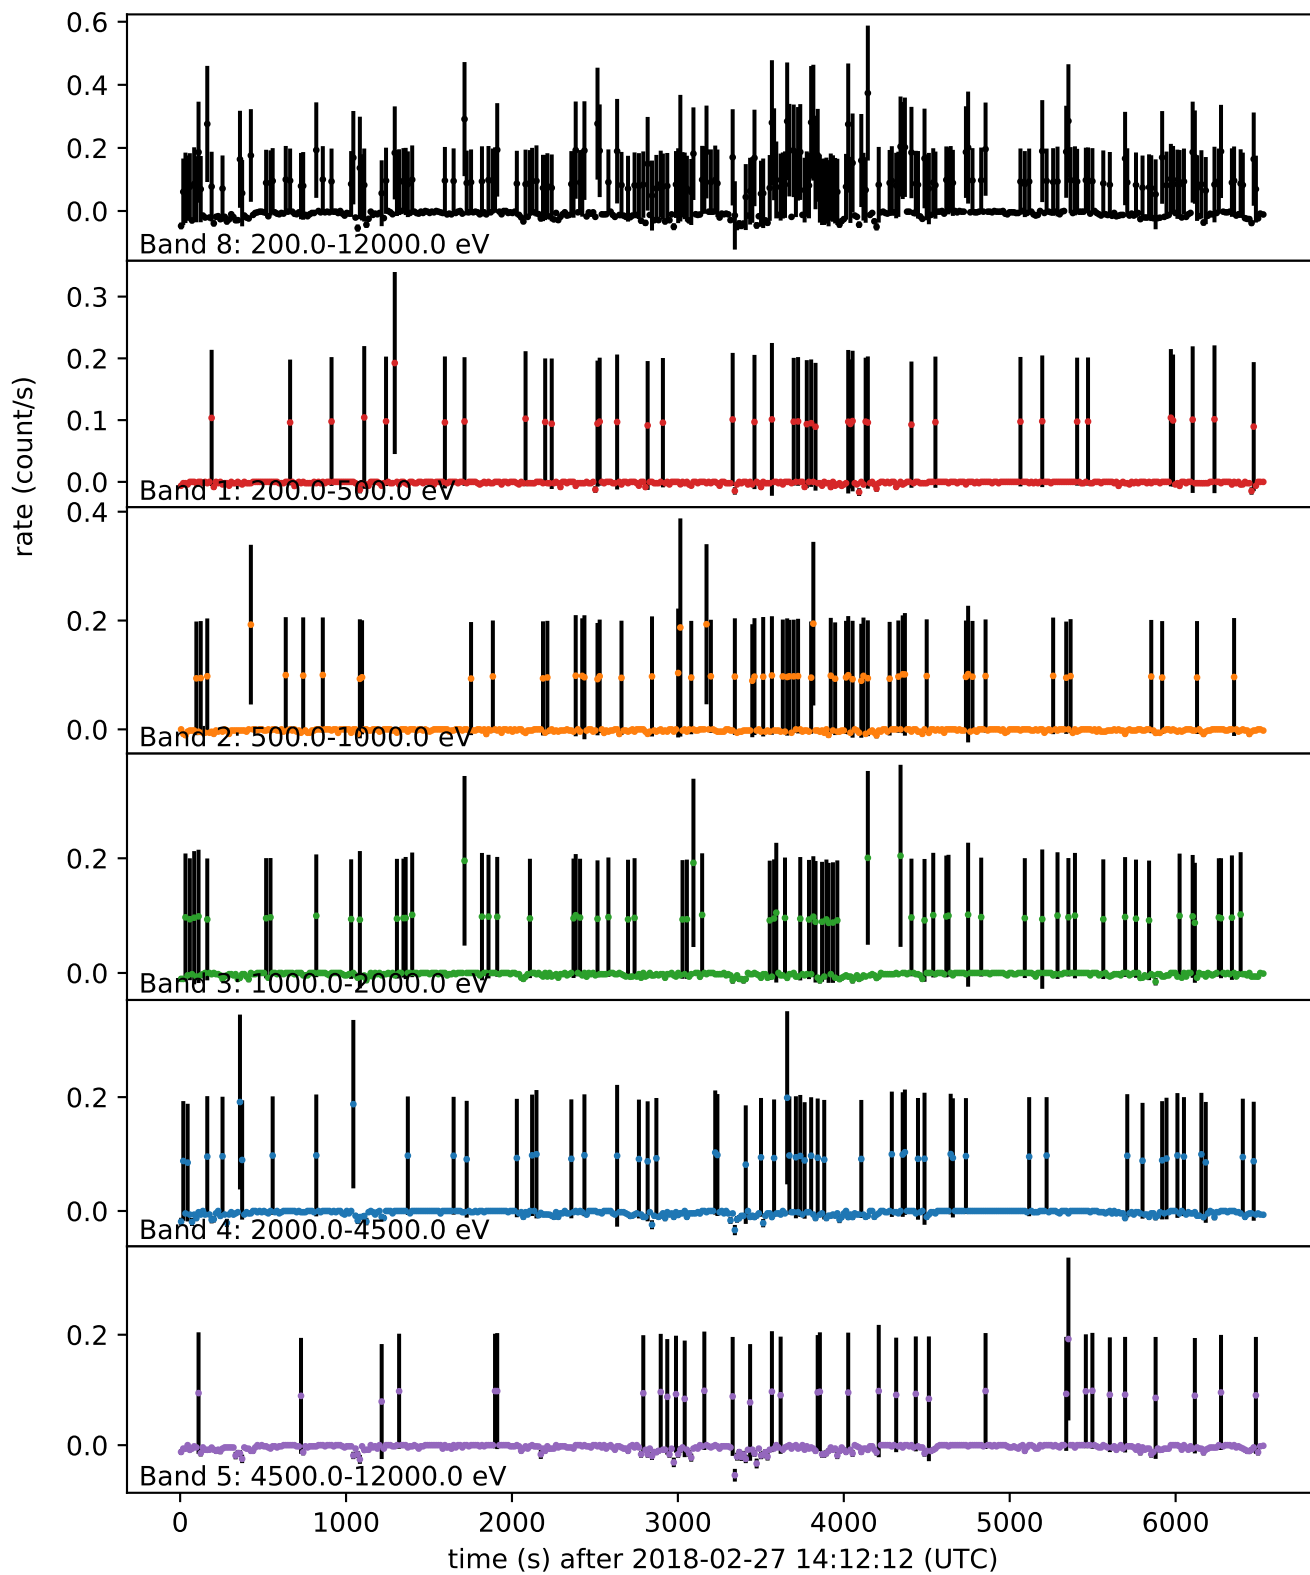 0.6
0.4
0.2
0.0
Band 8: 200.0-12000.0 eV
0.3
0.2
0.1
0.0
Band 1: 200.0-500.0 eV
rate (count/s)
0.4
0.2
0.0
Band 2: 500.0-1000.0 eV
0.2
0.0
Band 3: 1000.0-2000.0 eV
0.2
0.0
Band 4: 2000.0-4500.0 eV
0.2
0.0
Band 5: 4500.0-12000.0 eV
0 1000 2000 3000 4000 5000 6000
time (s) after 2018-02-27 14:12:12 (UTC)